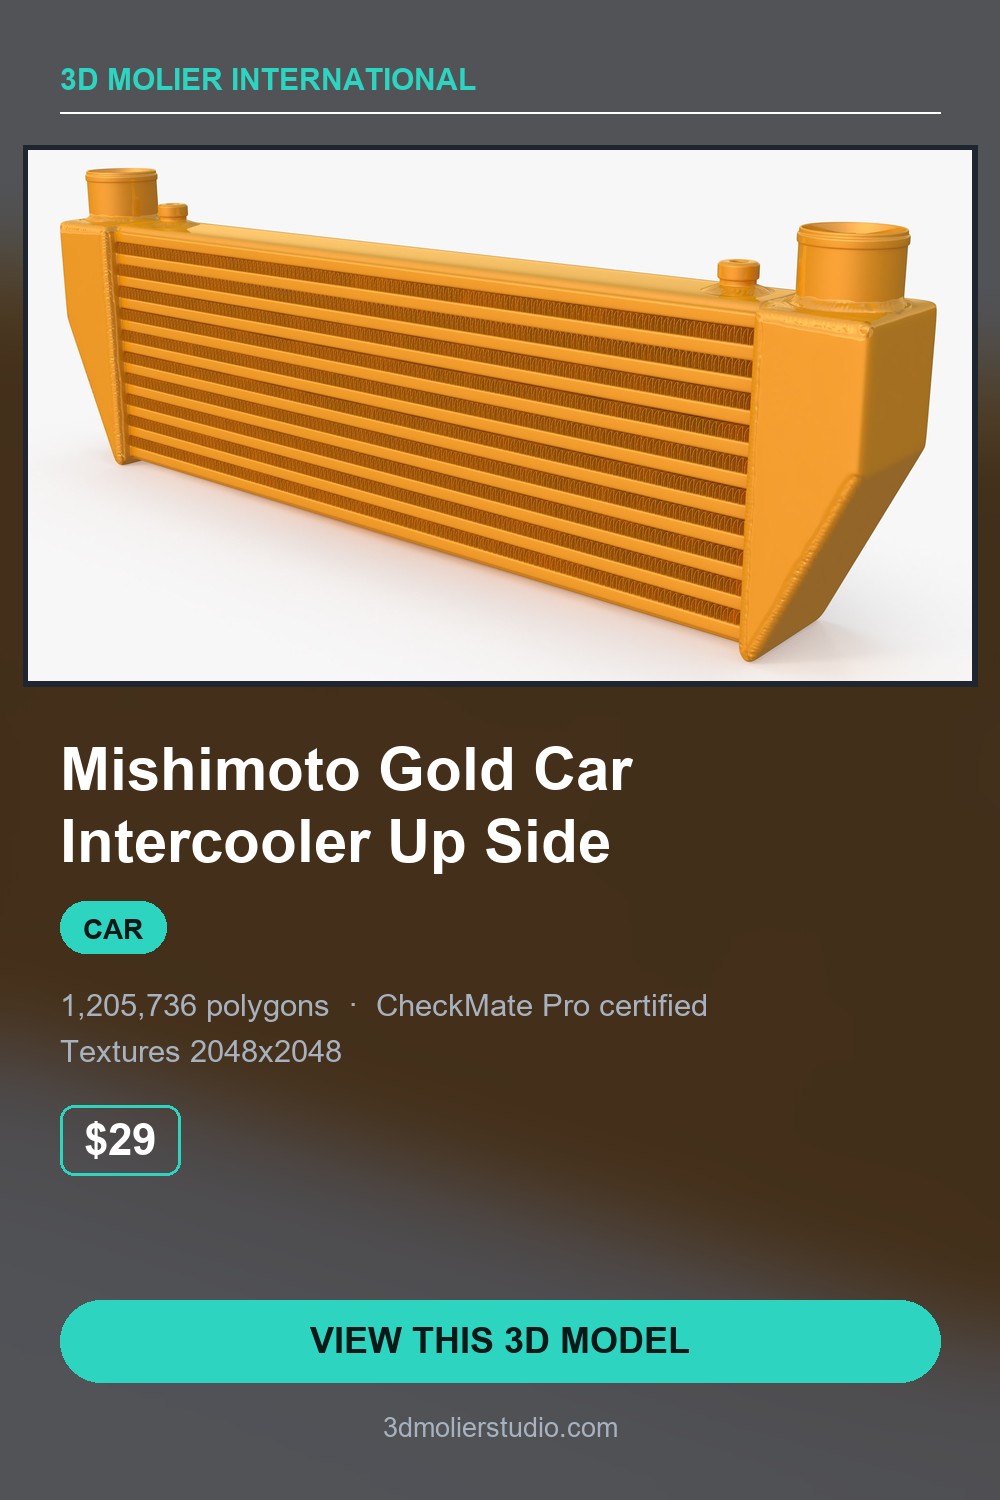 3D MOLIER INTERNATIONAL
Mishimoto Gold Car
Intercooler Up Side
CAR
1,205,736 polygons · CheckMate Pro certified
Textures 2048x2048
$29
VIEW THIS 3D MODEL
3dmolierstudio.com